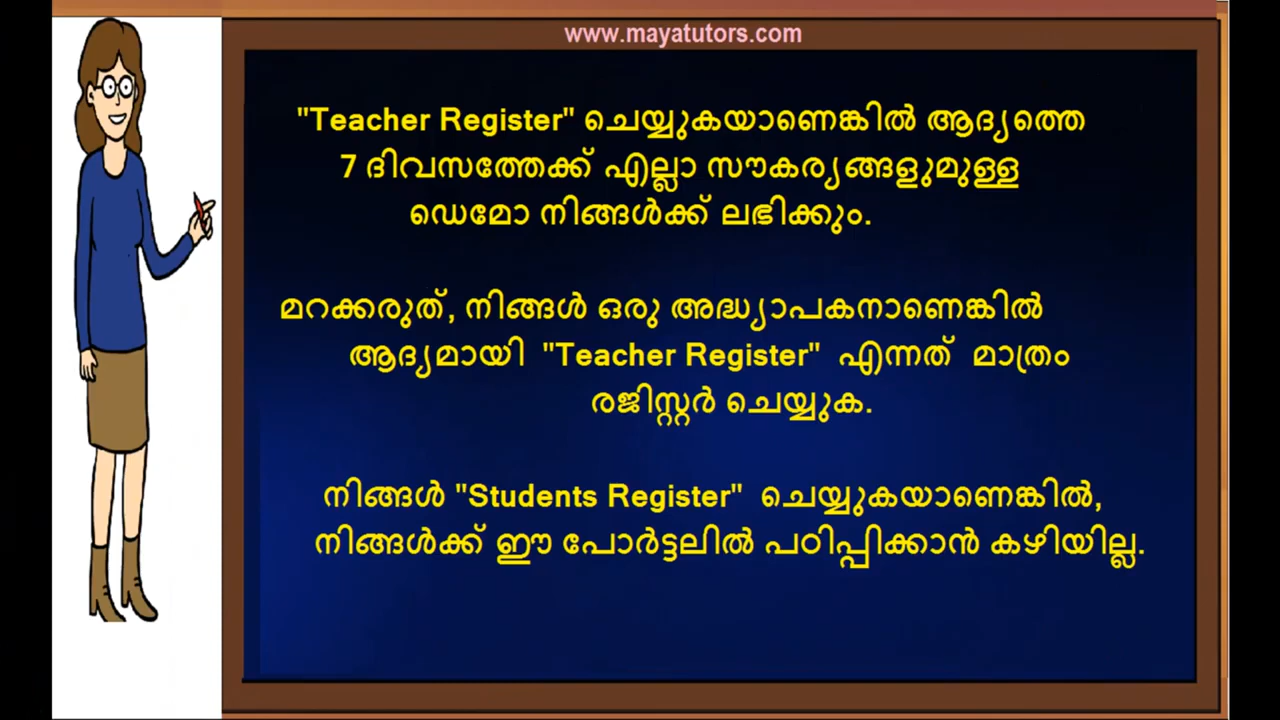 www.mayatutors.com
"Teacher Register" ചെയ്യുകയാണെങ്കിൽ ആദ്യത്തെ
7 ദിവസത്തേക്ക് എല്ലാ സൗകര്യങ്ങളുമുള്ള
ഡെമോ നിങ്ങൾക്ക് ലഭിക്കും.
മറക്കരുത്, നിങ്ങൾ ഒരു അദ്ധ്യാപകനാണെങ്കിൽ
ആദ്യമായി "Teacher Register" എന്നത് മാത്രം
രജിസ്റ്റർ ചെയ്യുക.
നിങ്ങൾ "Students Register" ചെയ്യുകയാണെങ്കിൽ,
നിങ്ങൾക്ക് ഈ പോർട്ടലിൽ പഠിപ്പിക്കാൻ കഴിയില്ല.